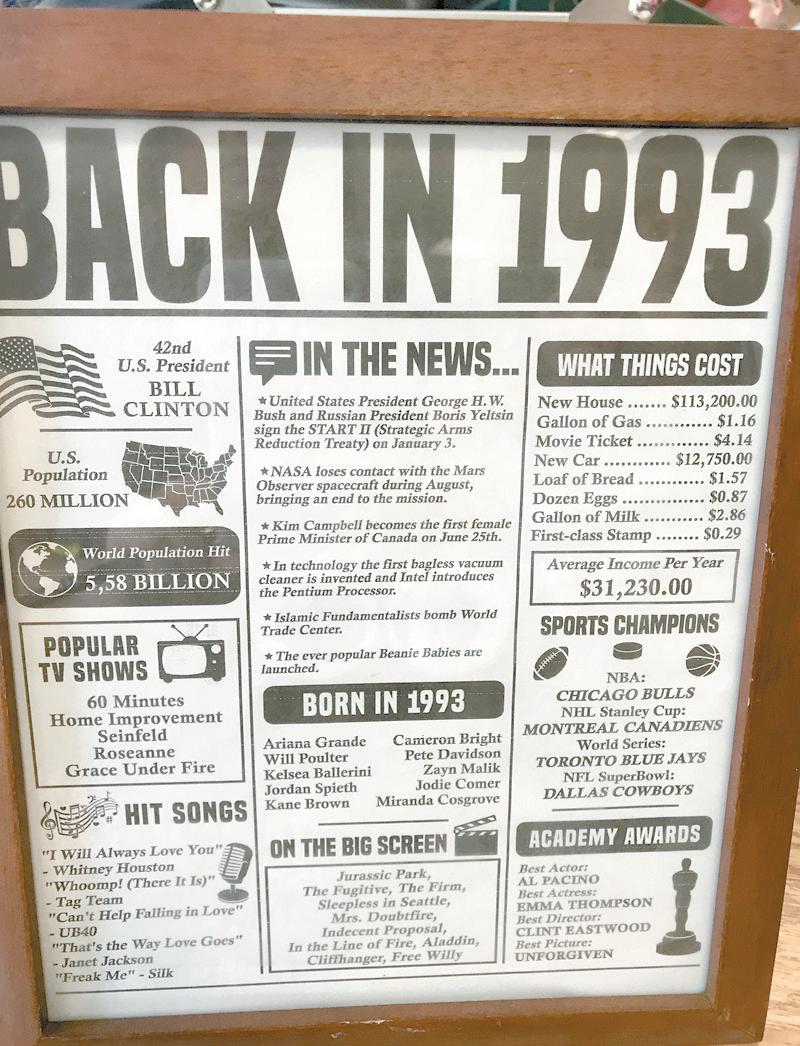 BACK IN 1993
42nd
U.S. President
BILL
CLINTON
U.S.
Population
260 MILLION
World Population Hit
5,58 BILLION
POPULAR
TV SHOWS
60 Minutes
Home Improvement
Seinfeld
Roseanne
Grace Under Fire
HIT SONGS
"I Will Always Love You"
- Whitney Houston
"Whoomp! (There It Is)"
- Tag Team
"Can't Help Falling in Love"
- UB40
"That's the Way Love Goes"
- Janet Jackson
"Freak Me" - Silk
IN THE NEWS...
★United States President George H.W.
Bush and Russian President Boris Yeltsin
sign the START II (Strategic Arms
Reduction Treaty) on January 3.
★NASA loses contact with the Mars
Observer spacecraft during August,
bringing an end to the mission.
★Kim Campbell becomes the first female
Prime Minister of Canada on June 25th.
★In technology the first bagless vacuum
cleaner is invented and Intel introduces
the Pentium Processor.
★Islamic Fundamentalists bomb World
Trade Center.
★The ever popular Beanie Babies are
launched.
BORN IN 1993
Ariana Grande
Will Poulter
Kelsea Ballerini
Jordan Spieth
Kane Brown
Cameron Bright
Pete Davidson
Zayn Malik
Jodie Comer
Miranda Cosgrove
ON THE BIG SCREEN
Jurassic Park,
The Fugitive, The Firm,
Sleepless in Seattle,
Mrs. Doubtfire,
Indecent Proposal,
In the Line of Fire, Aladdin,
Cliffhanger, Free Willy
WHAT THINGS COST
New House ....... $113,200.00
Gallon of Gas ............ $1.16
Movie Ticket ............. $4.14
New Car ............ $12,750.00
Loaf of Bread ............ $1.57
Dozen Eggs ............... $0.87
Gallon of Milk ........... $2.86
First-class Stamp ........ $0.29
Average Income Per Year
$31,230.00
SPORTS CHAMPIONS
NBA:
CHICAGO BULLS
NHL Stanley Cup:
MONTREAL CANADIENS
World Series:
TORONTO BLUE JAYS
NFL SuperBowl:
DALLAS COWBOYS
ACADEMY AWARDS
Best Actor:
AL PACINO
Best Actress:
EMMA THOMPSON
Best Director:
CLINT EASTWOOD
Best Picture:
UNFORGIVEN